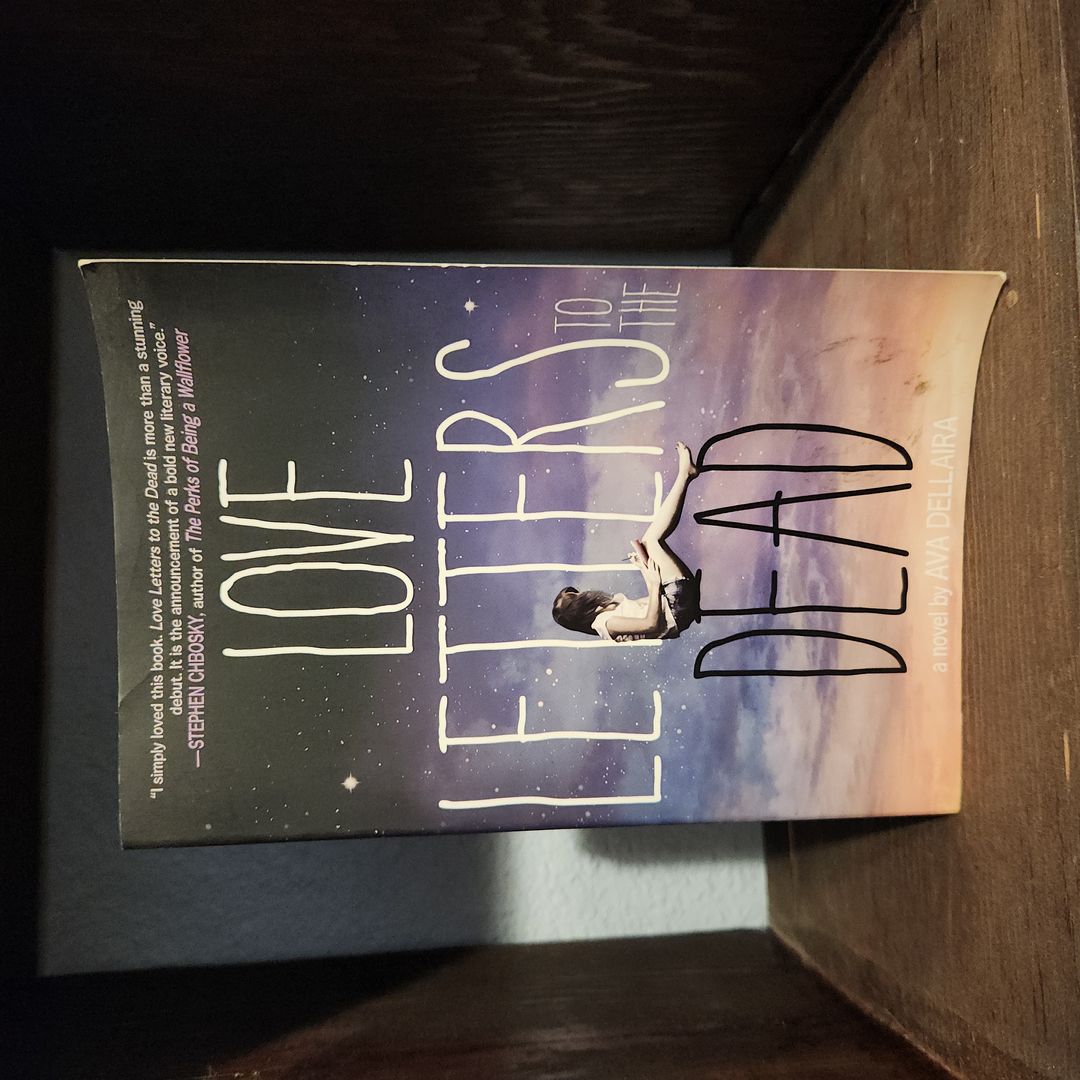 “I simply loved this book. Love Letters to the Dead is more than a stunning
debut. It is the announcement of a bold new literary voice.”
—STEPHEN CHBOSKY, author of The Perks of Being a Wallflower
LOVE
LETTERS
TO
THE
DEAD
a novel by AVA DELLAIRA